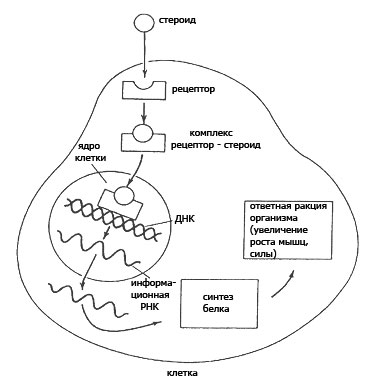 стероид
рецептор
комплекс
рецептор - стероид
ядро
клетки
ДНК
ответная ракция
организма
(увеличение
роста мышц,
силы)
информа-
ционная
РНК
синтез
белка
клетка